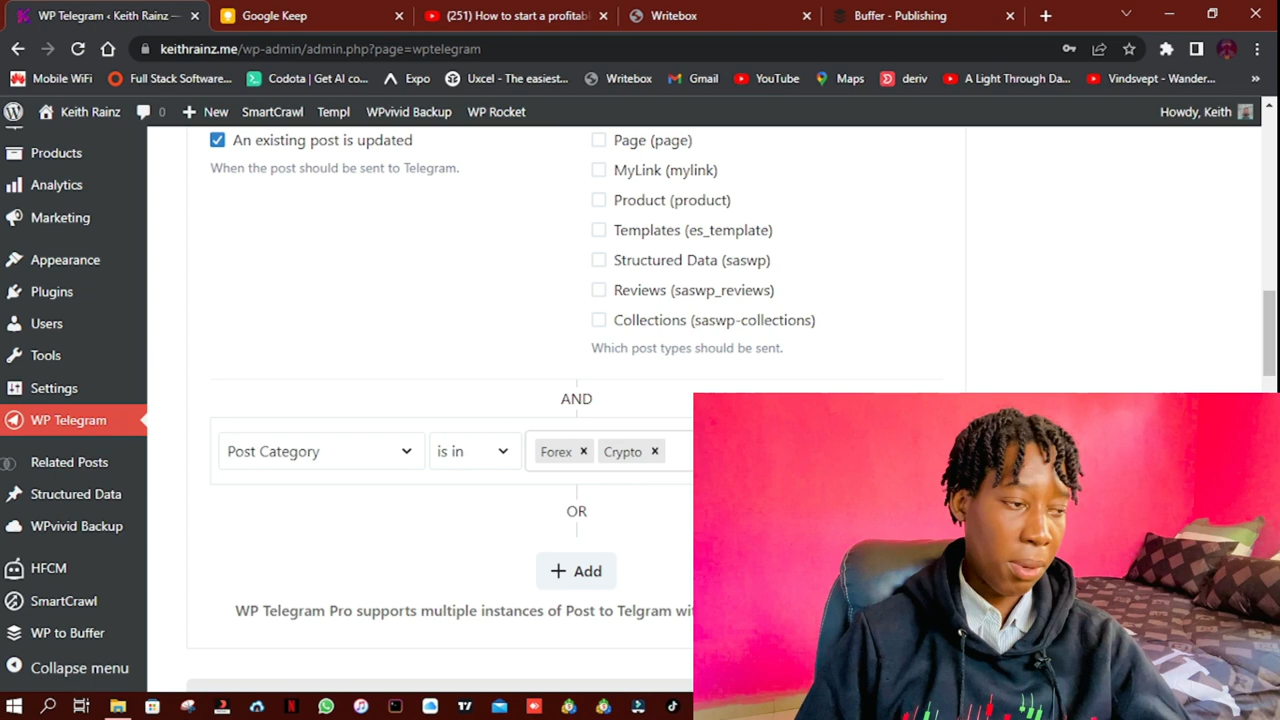 WP Telegram ‹ Keith Rainz —
Google Keep
(251) How to start a profitabl
Writebox
Buffer - Publishing
keithrainz.me/wp-admin/admin.php?page=wptelegram
Mobile WiFi
Full Stack Software...
Codota | Get AI co...
Expo
Uxcel - The easiest...
Writebox
Gmail
YouTube
Maps
deriv
A Light Through Da...
Vindsvept - Wander...
Keith Rainz
0
New
SmartCrawl
Templ
WPvivid Backup
WP Rocket
Howdy, Keith
Products
Analytics
Marketing
Appearance
Plugins
Users
Tools
Settings
WP Telegram
Related Posts
Structured Data
WPvivid Backup
HFCM
SmartCrawl
WP to Buffer
Collapse menu
An existing post is updated
When the post should be sent to Telegram.
Page (page)
MyLink (mylink)
Product (product)
Templates (es_template)
Structured Data (saswp)
Reviews (saswp_reviews)
Collections (saswp-collections)
Which post types should be sent.
AND
Post Category
is in
Forex ×
Crypto ×
OR
+ Add
WP Telegram Pro supports multiple instances of Post to Telgram wit